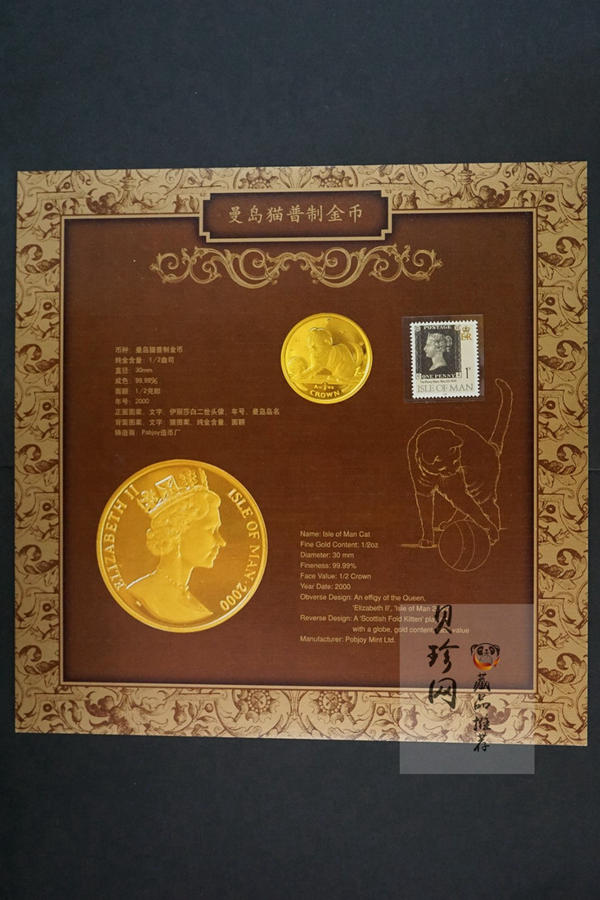 曼岛猫普制金币
币种：曼岛猫普制金币
纯金含量：1/2盎司
直径：30mm
成色：99.99%
面额：1/2克朗
年号：2000
正面图案、文字：伊丽莎白二世头像、年号、曼岛岛名
背面图案、文字：猫图案、纯金含量、面额
铸造商：Pobjoy造币厂
Au 1/2 oz
CROWN
POSTAGE
ER
1P
ONE PENNY
ISLE OF MAN
ELIZABETH II
ISLE OF MAN 2000
Name: Isle of Man Cat
Fine Gold Content: 1/2oz
Diameter: 30 mm
Fineness: 99.99%
Face Value: 1/2 Crown
Year Date: 2000
Obverse Design: An effigy of the Queen,
'Elizabeth II', 'Isle of Man
Reverse Design: A 'Scottish Fold Kitten'
with a globe, gold content, value
Manufacturer: Pobjoy Mint Ltd.
贝珍网
藏品推荐